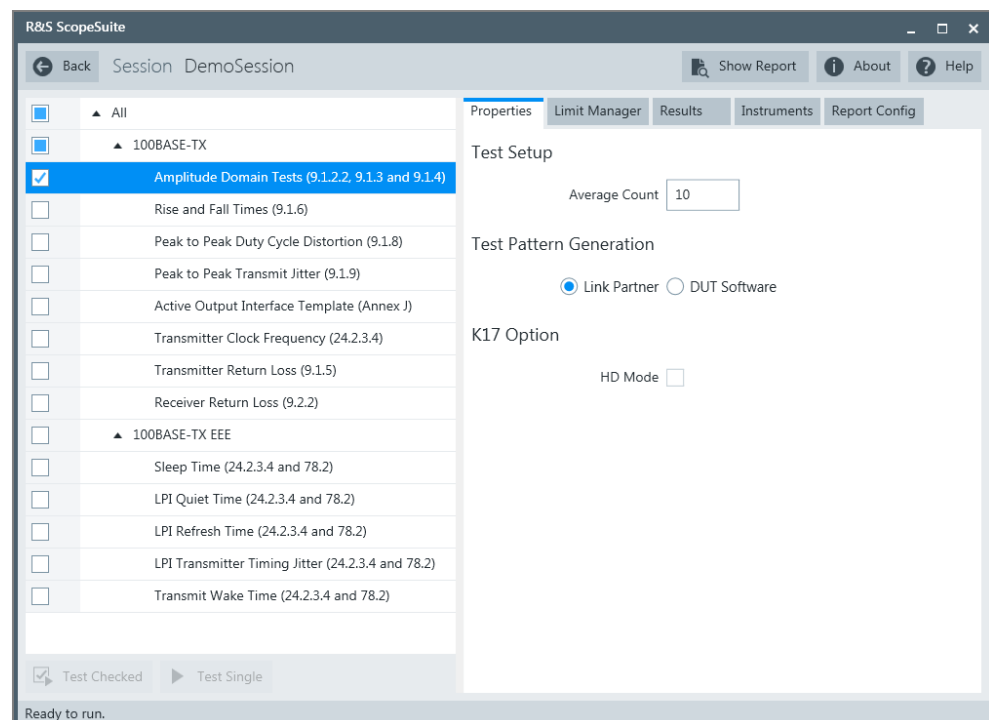 R&S ScopeSuite
Back Session DemoSession Show Report About Help
All
100BASE-TX
Amplitude Domain Tests (9.1.2.2, 9.1.3 and 9.1.4)
Rise and Fall Times (9.1.6)
Peak to Peak Duty Cycle Distortion (9.1.8)
Peak to Peak Transmit Jitter (9.1.9)
Active Output Interface Template (Annex J)
Transmitter Clock Frequency (24.2.3.4)
Transmitter Return Loss (9.1.5)
Receiver Return Loss (9.2.2)
100BASE-TX EEE
Sleep Time (24.2.3.4 and 78.2)
LPI Quiet Time (24.2.3.4 and 78.2)
LPI Refresh Time (24.2.3.4 and 78.2)
LPI Transmitter Timing Jitter (24.2.3.4 and 78.2)
Transmit Wake Time (24.2.3.4 and 78.2)
Test Checked Test Single
Properties Limit Manager Results Instruments Report Config
Test Setup
Average Count 10
Test Pattern Generation
Link Partner DUT Software
K17 Option
HD Mode
Ready to run.